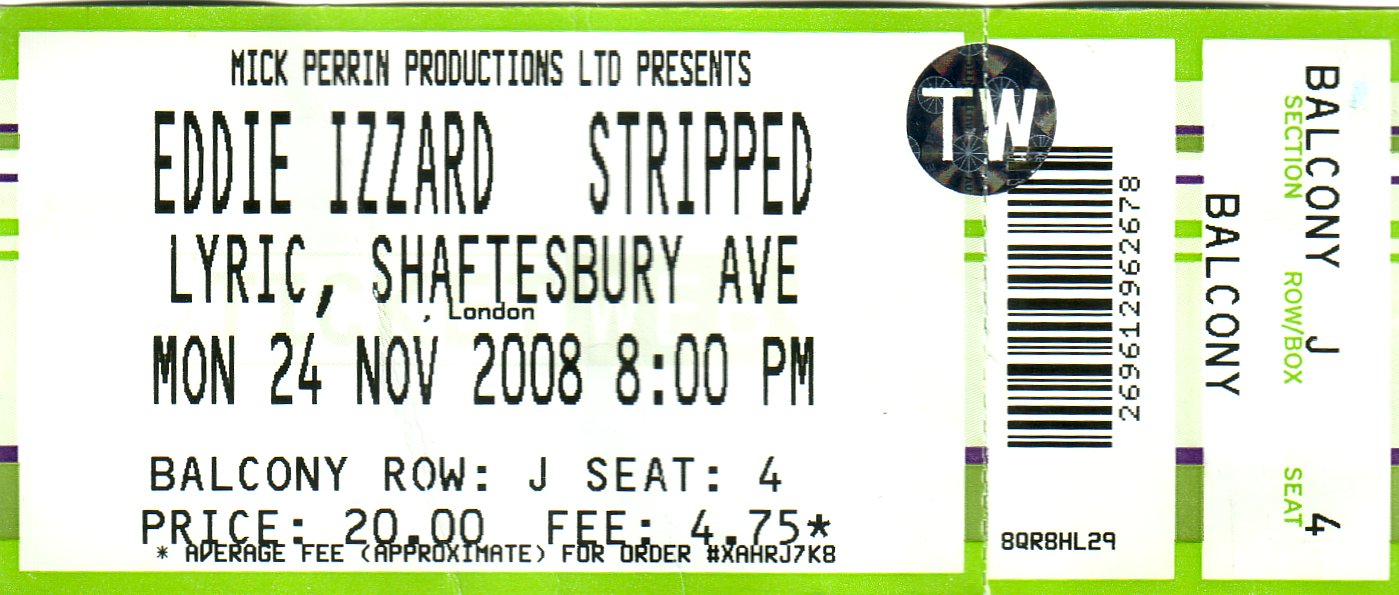 MICK PERRIN PRODUCTIONS LTD PRESENTS
EDDIE IZZARD STRIPPED
LYRIC, SHAFTESBURY AVE
, London
MON 24 NOV 2008 8:00 PM
BALCONY ROW: J SEAT: 4
PRICE: 20.00 FEE: 4.75*
* AVERAGE FEE (APPROXIMATE) FOR ORDER #XAHRJ7K8
TW
2696129962678
8QR8HL29
BALCONY J 4
SECTION ROW/BOX SEAT
BALCONY